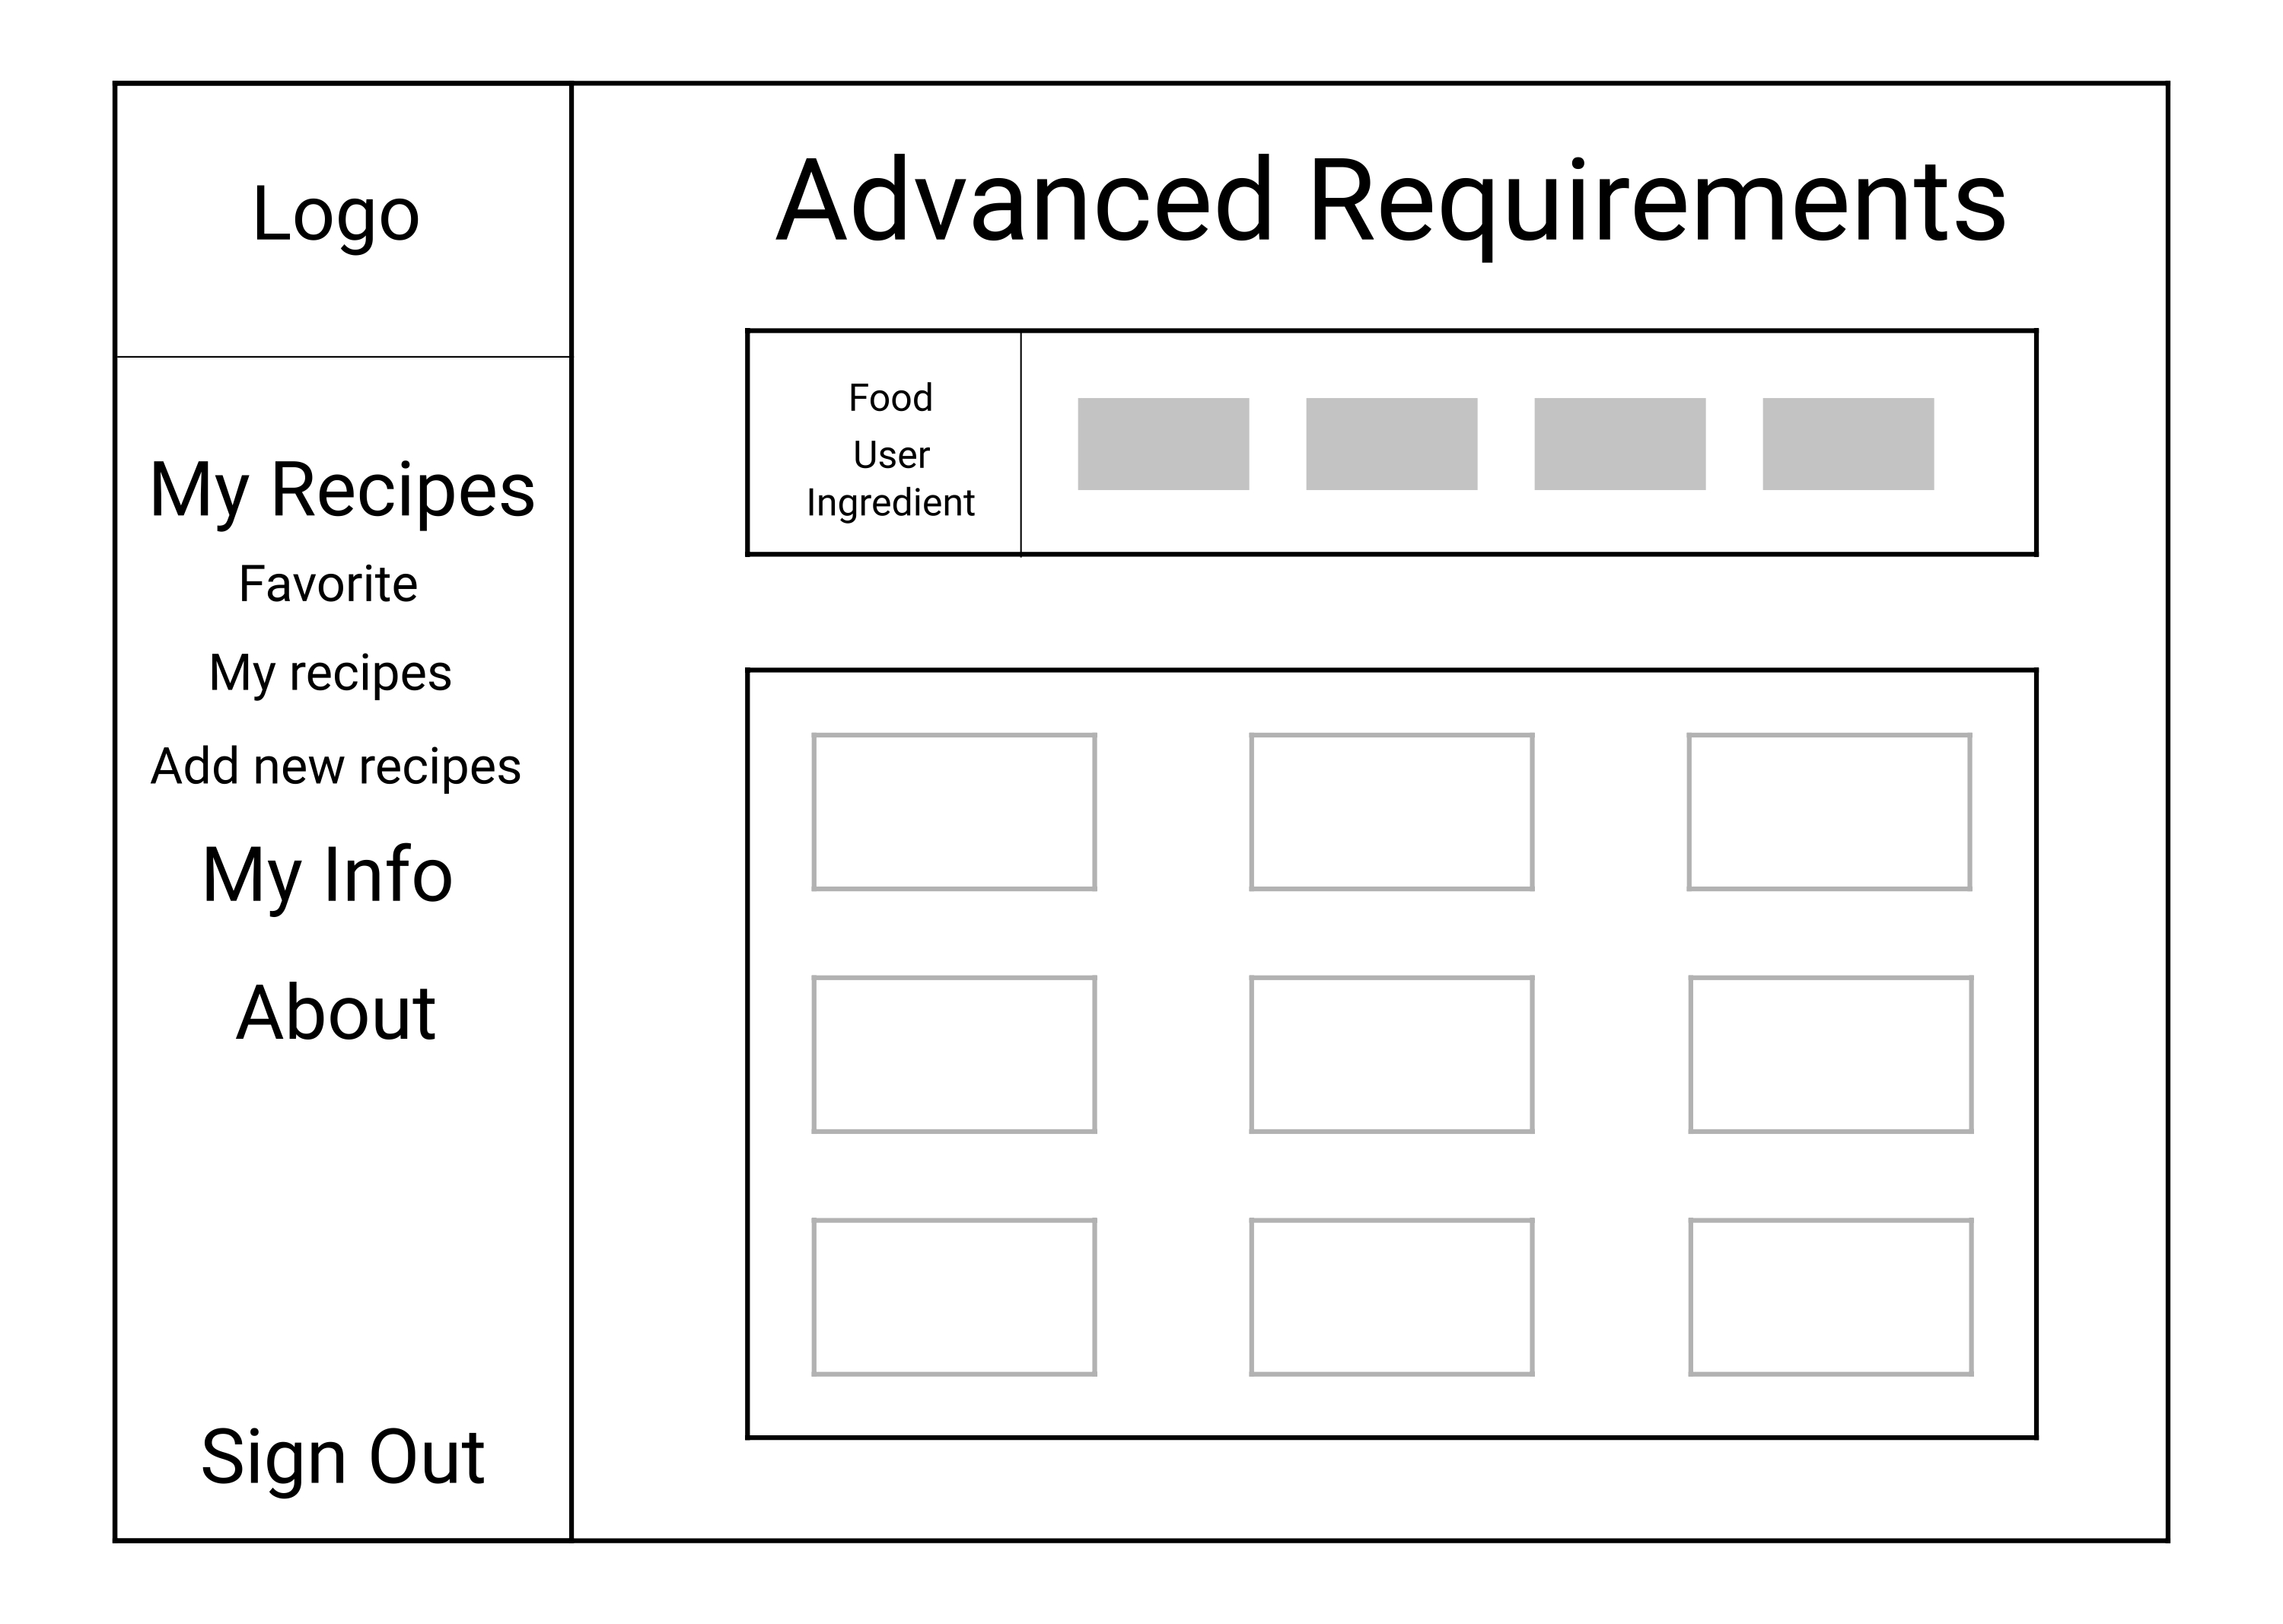 Logo
My Recipes
Favorite
My recipes
Add new recipes
My Info
About
Sign Out
Advanced Requirements
Food
User
Ingredient